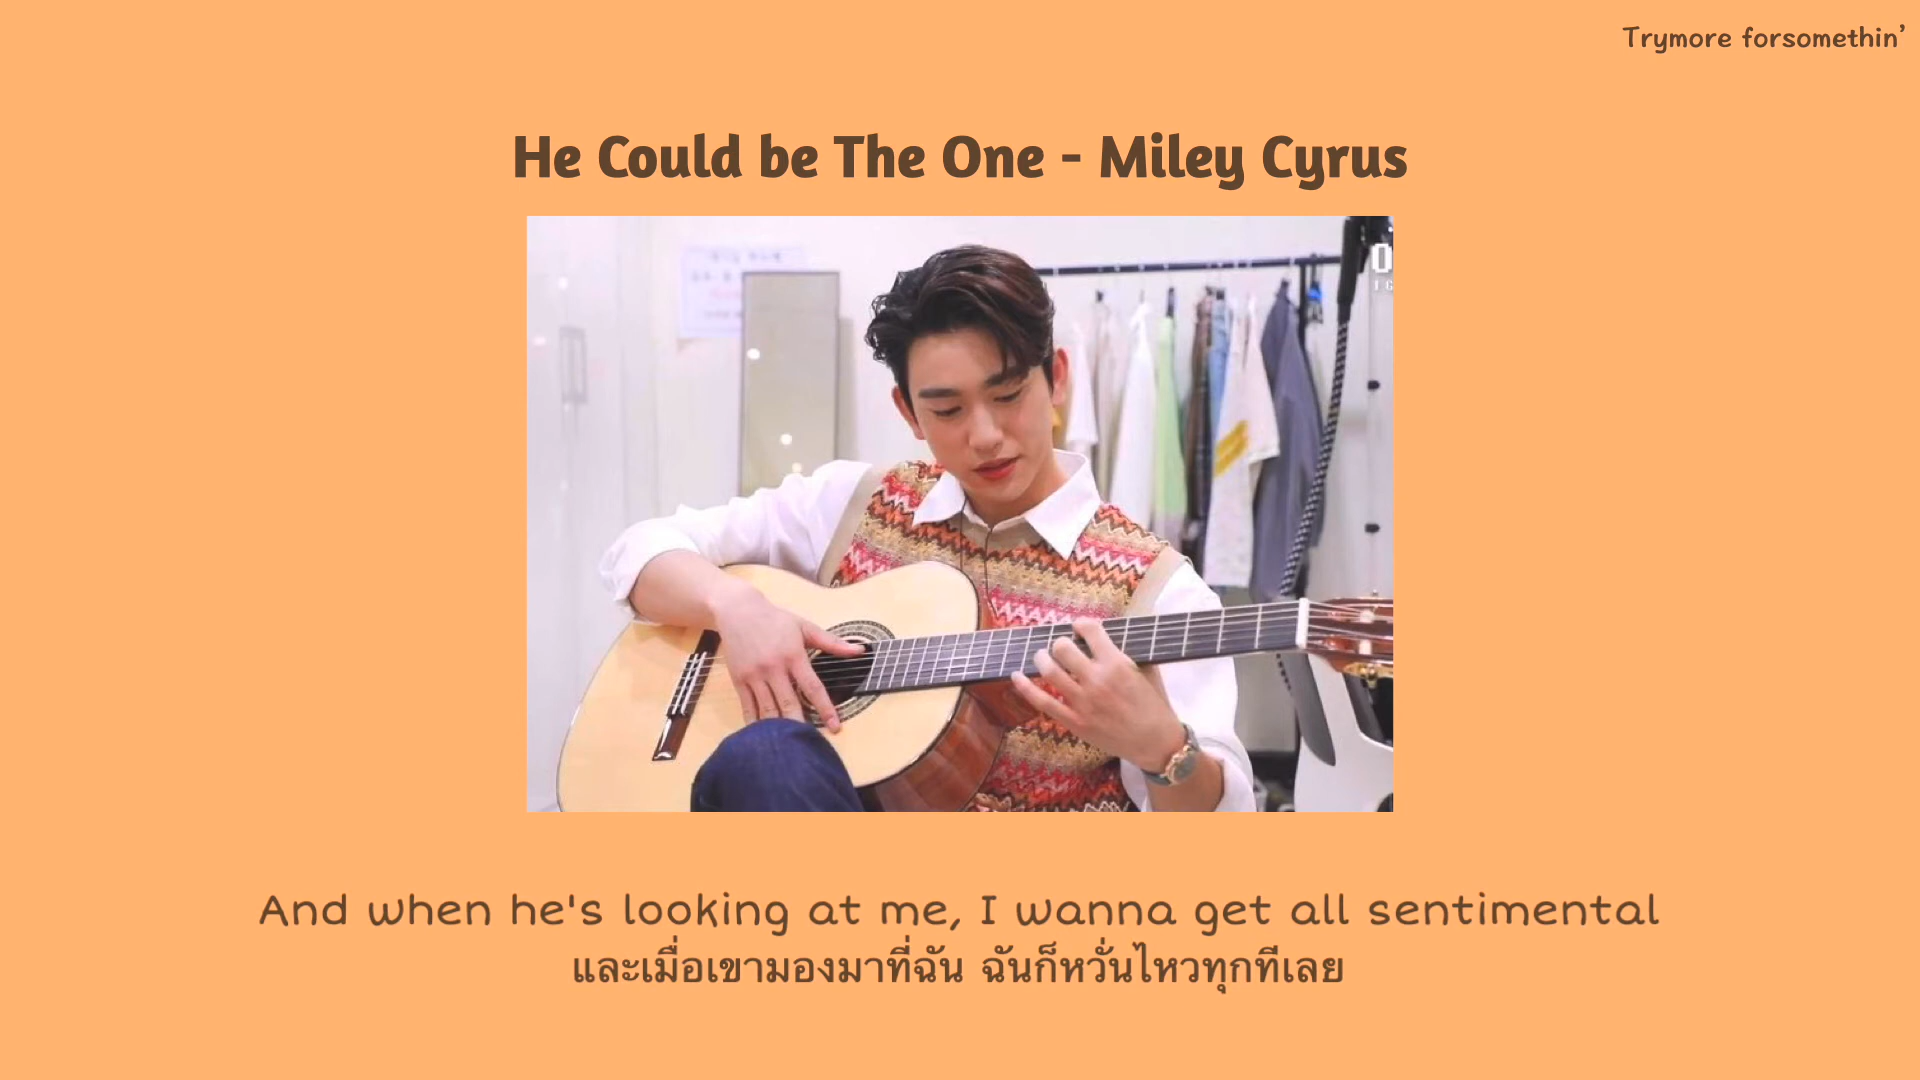 Trymore forsomethin’
He Could be The One - Miley Cyrus
And when he's looking at me, I wanna get all sentimental
และเมื่อเขามองมาที่ฉัน ฉันก็หวั่นไหวทุกทีเลย